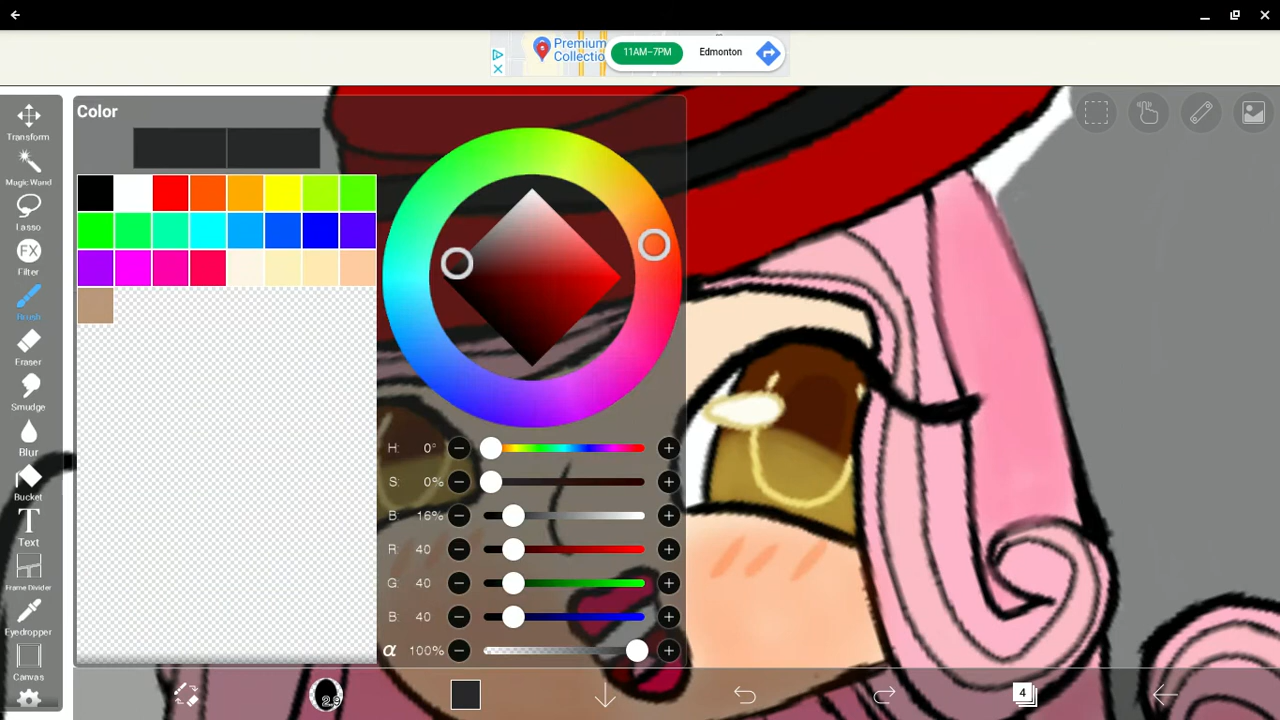 Premium
Collectio
11AM–7PM
Edmonton
Transform
Magic Wand
Lasso
FX
Filter
Brush
Eraser
Smudge
Blur
Bucket
T
Text
Frame Divider
Eyedropper
Canvas
Color
H: 0°
S: 0%
B: 16%
R: 40
G: 40
B: 40
α 100%
4